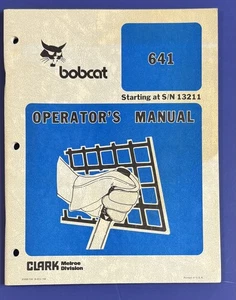 bobcat
641
Starting at S/N 13211
OPERATOR'S MANUAL
CLARK Melroe
Division